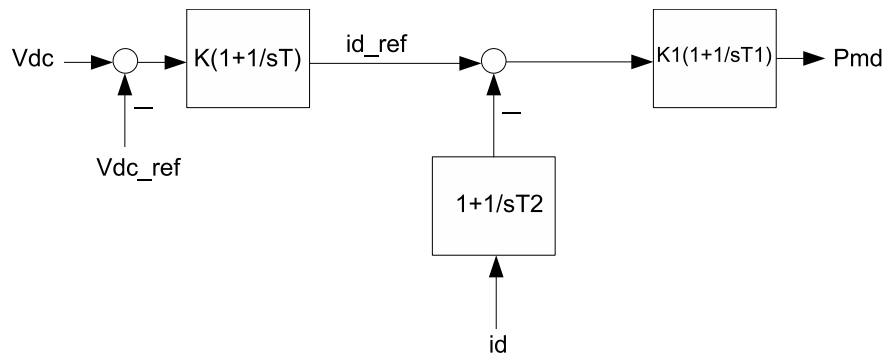 Vdc
K(1+1/sT)
id_ref
K1(1+1/sT1)
Pmd
Vdc_ref
1+1/sT2
id